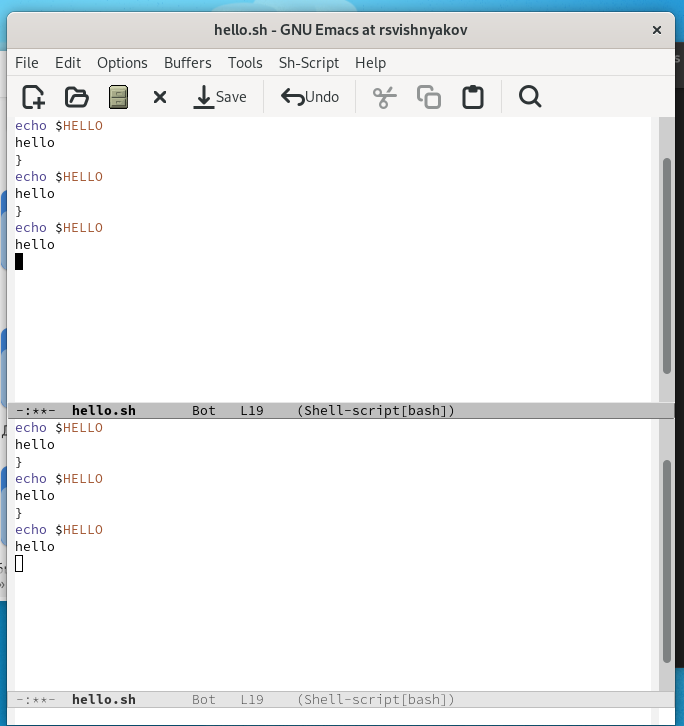 hello.sh - GNU Emacs at rsvishnyakov
File Edit Options Buffers Tools Sh-Script Help
Save Undo
echo $HELLO
hello
}
echo $HELLO
hello
}
echo $HELLO
hello
-:**-  hello.sh       Bot   L19    (Shell-script[bash])
echo $HELLO
hello
}
echo $HELLO
hello
}
echo $HELLO
hello
-:**-  hello.sh       Bot   L19    (Shell-script[bash])